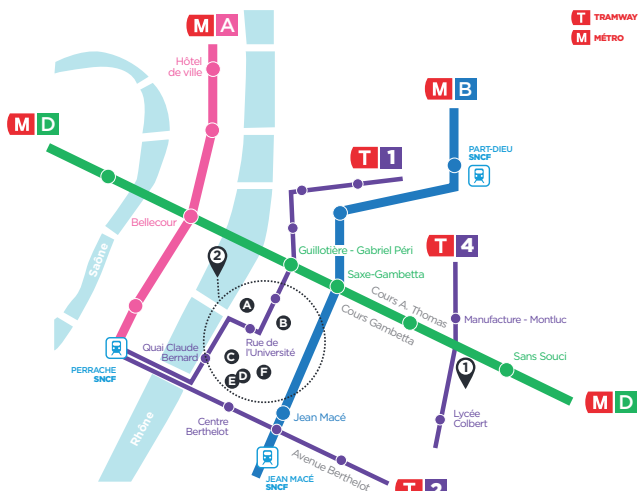 T TRAMWAY
M MÉTRO
M A
Hôtel
de ville
M B
M D
PART-DIEU
SNCF
T 1
Bellecour
Saône
2
Guillotière - Gabriel Péri
T 4
Saxe-Gambetta
Cours A. Thomas
Cours Gambetta
Manufacture - Montluc
A
B
Rue de
l'Université
Quai Claude
Bernard
C
D
E
F
Sans Souci
1
PERRACHE
SNCF
M D
Rhône
Centre
Berthelot
Jean Macé
Lycée
Colbert
Avenue Berthelot
JEAN MACÉ
SNCF
T 2